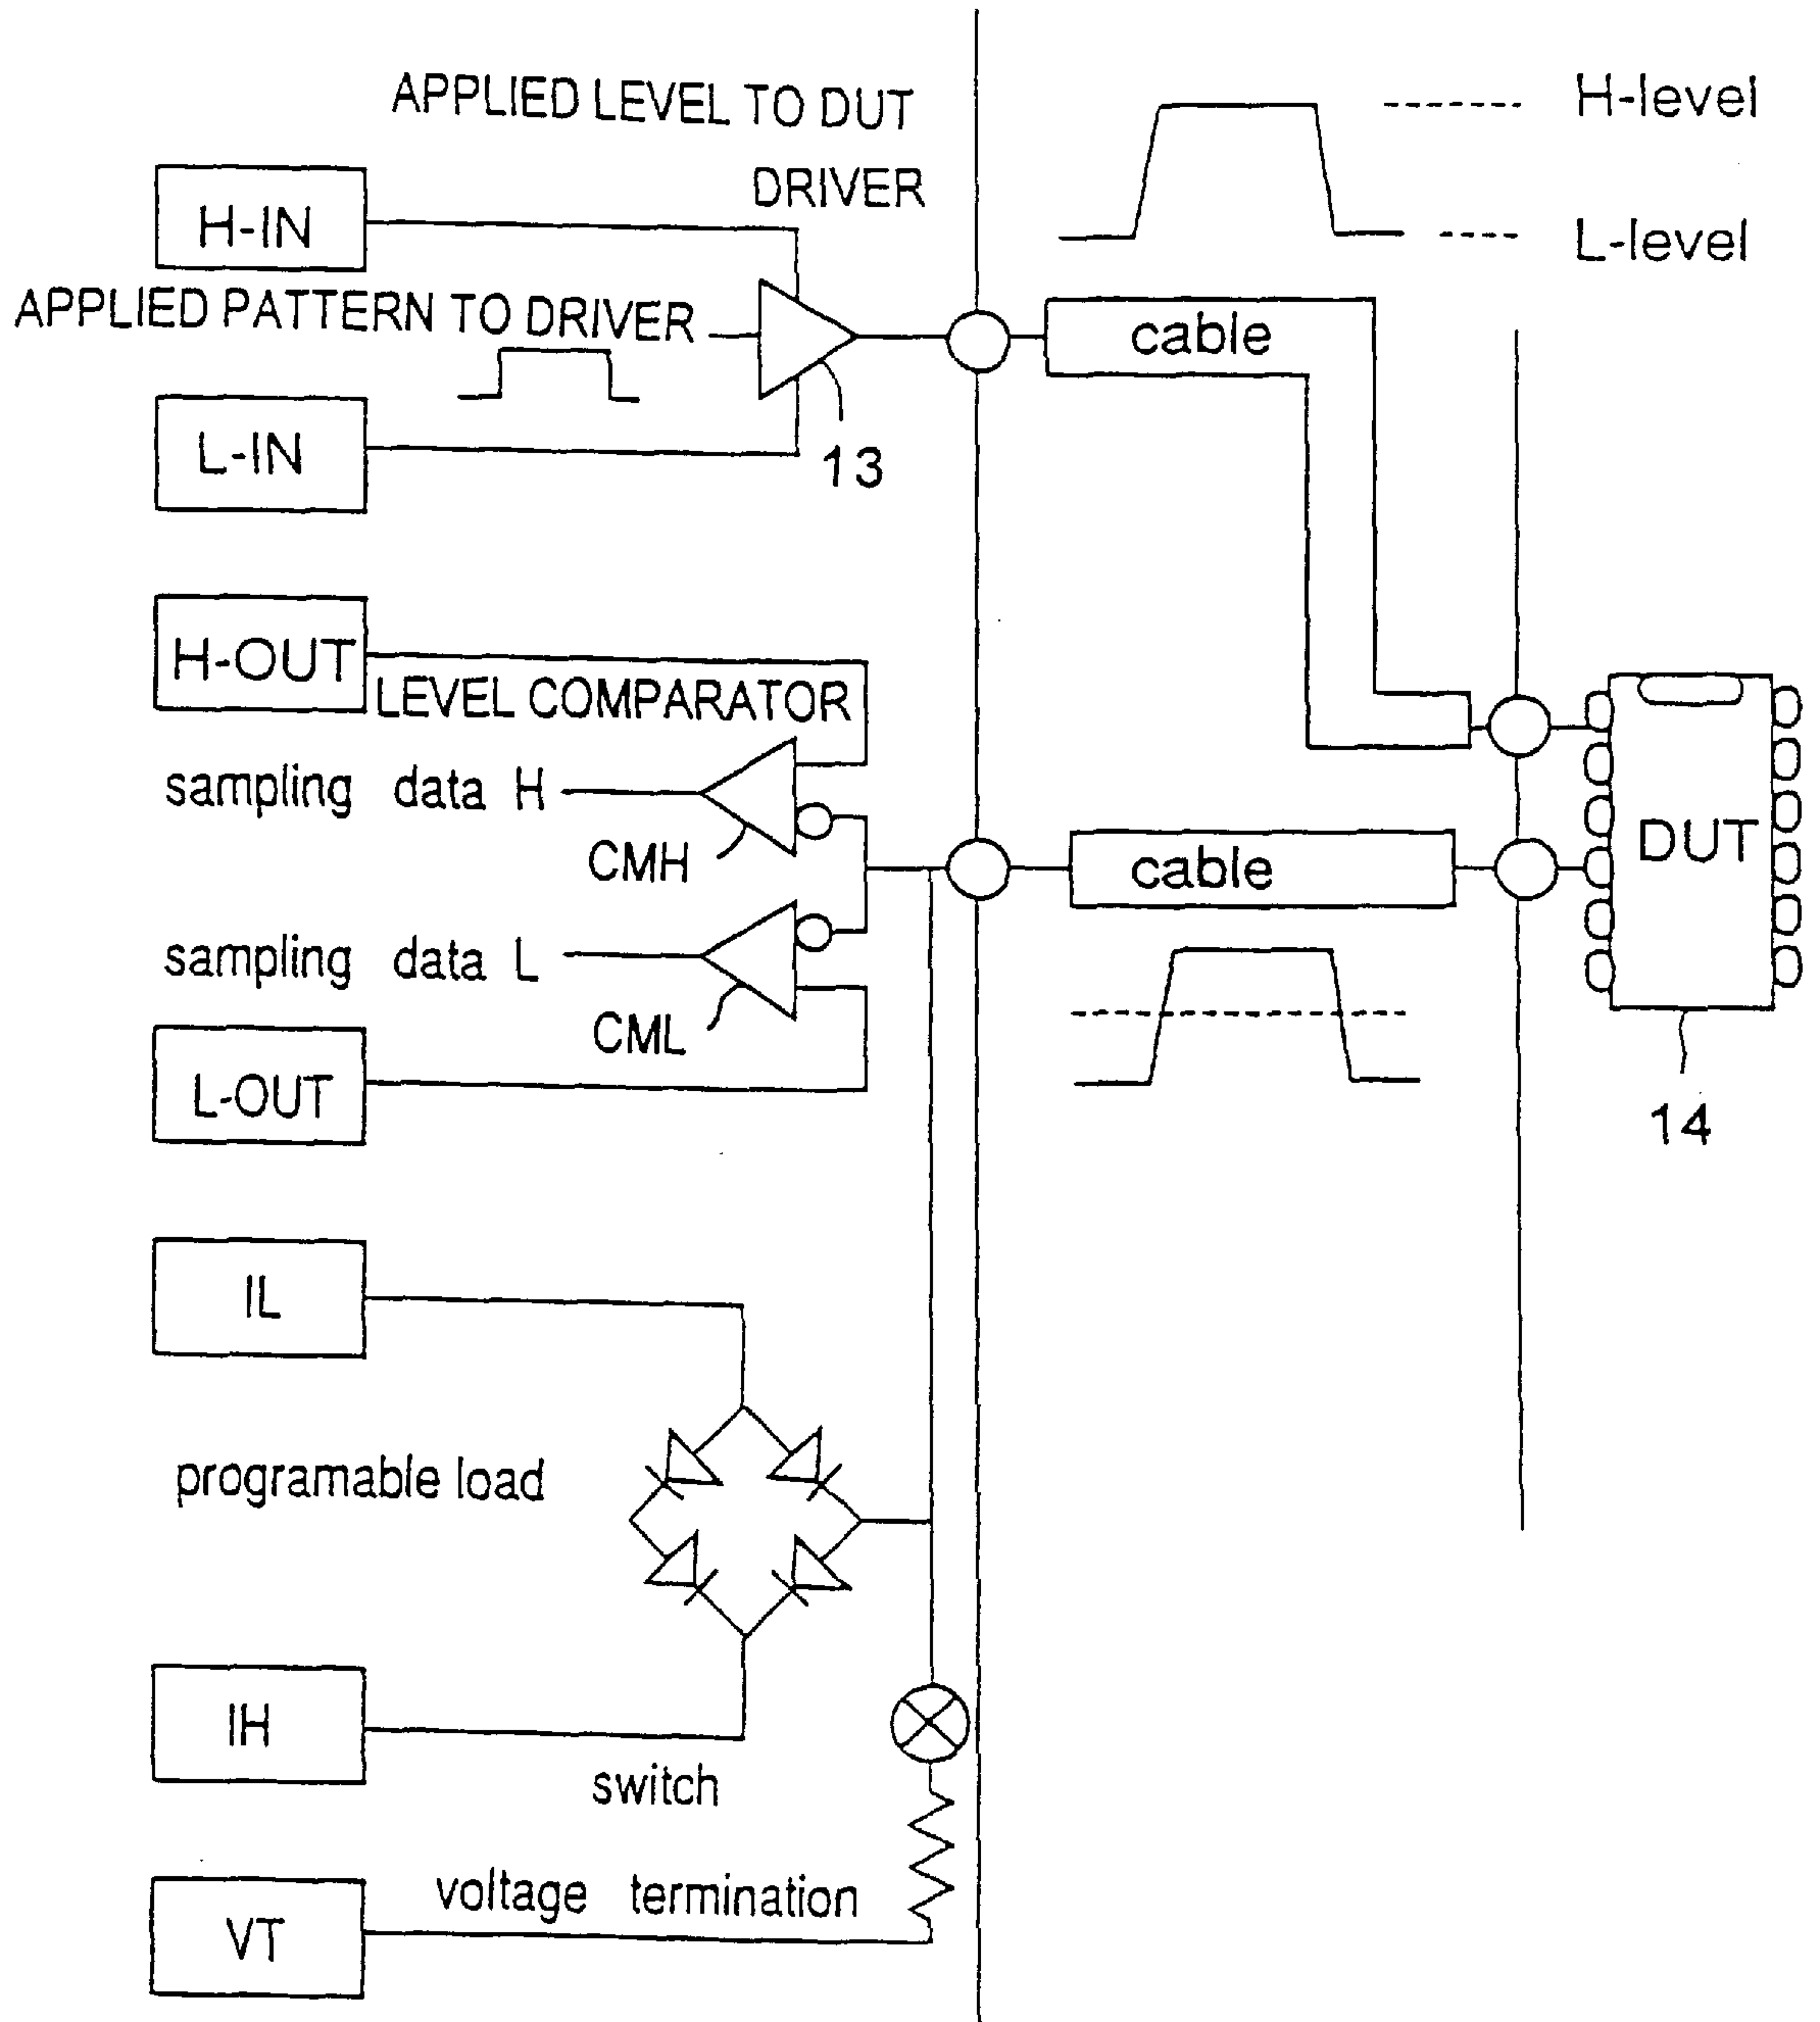 APPLIED LEVEL TO DUT
DRIVER
H-level
L-level
H-IN
APPLIED PATTERN TO DRIVER
cable
L-IN
13
H-OUT
LEVEL COMPARATOR
sampling data H
CMH
cable
DUT
sampling data L
CML
L-OUT
14
IL
programable load
IH
switch
voltage termination
VT